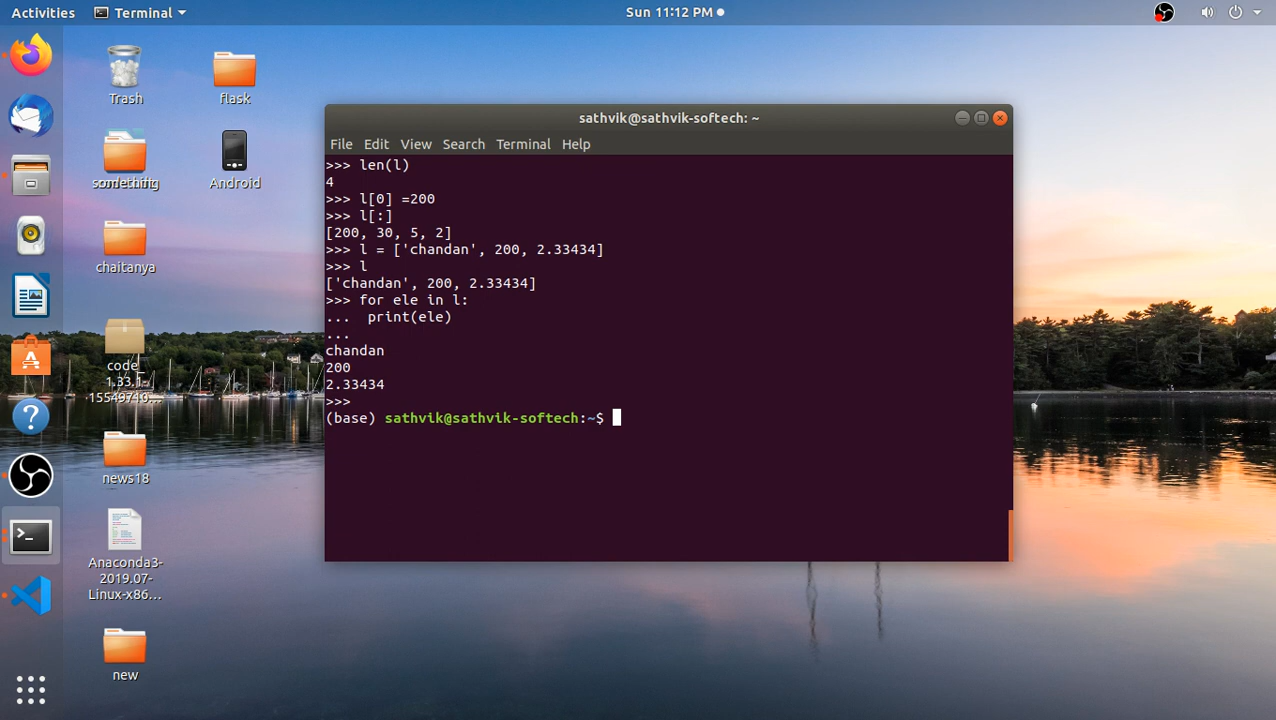 Activities Terminal Sun 11:12 PM
Trash
flask
Android
chaitanya
code_
1.33.1-
15549710...
news18
Anaconda3-
2019.07-
Linux-x86...
new
sathvik@sathvik-softech: ~
File Edit View Search Terminal Help
>>> len(l)
4
>>> l[0] =200
>>> l[:]
[200, 30, 5, 2]
>>> l = ['chandan', 200, 2.33434]
>>> l
['chandan', 200, 2.33434]
>>> for ele in l:
...  print(ele)
...
chandan
200
2.33434
>>>
(base) sathvik@sathvik-softech:~$